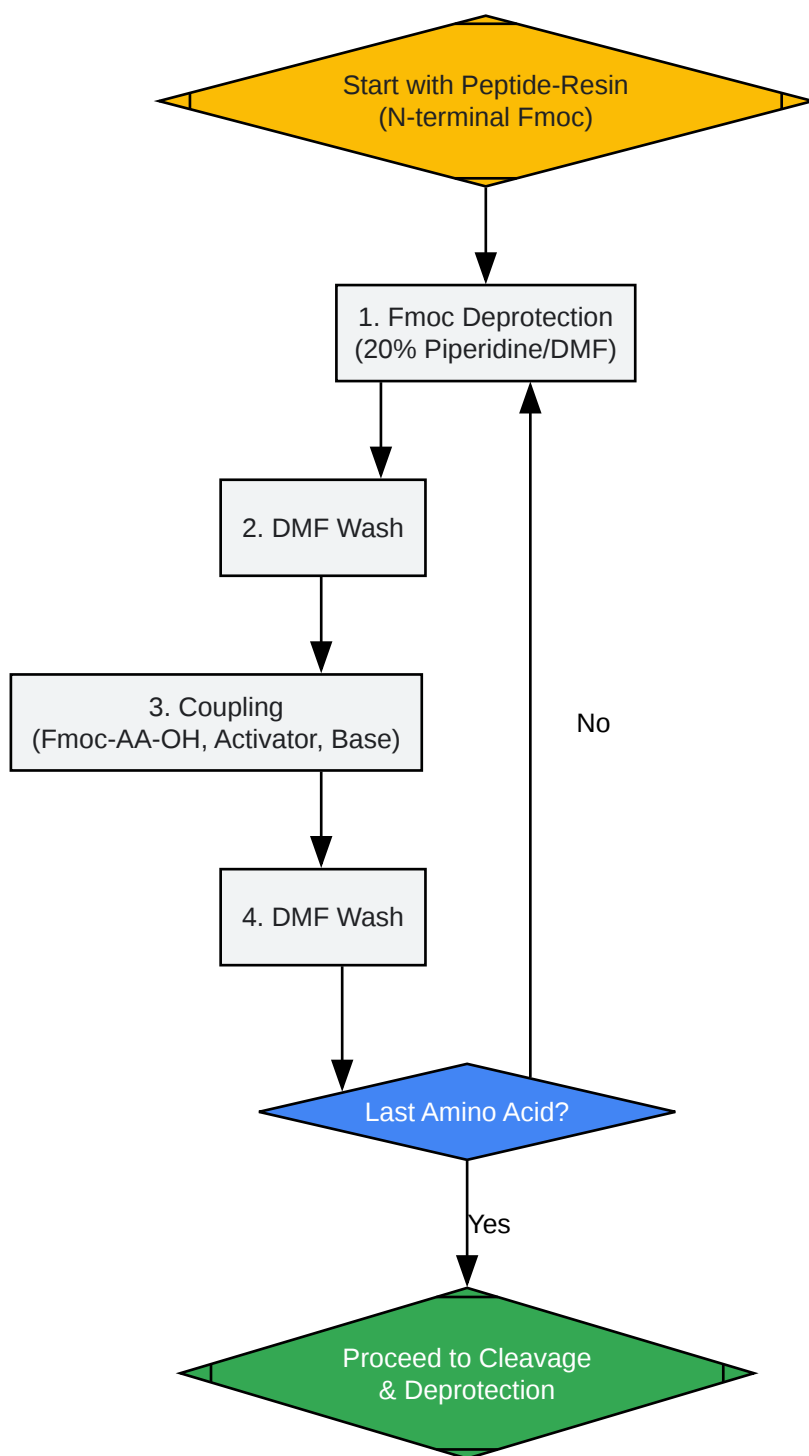 Start with Peptide-Resin
(N-terminal Fmoc)
1. Fmoc Deprotection
(20% Piperidine/DMF)
2. DMF Wash
3. Coupling
(Fmoc-AA-OH, Activator, Base)
No
4. DMF Wash
Last Amino Acid?
Yes
Proceed to Cleavage
& Deprotection